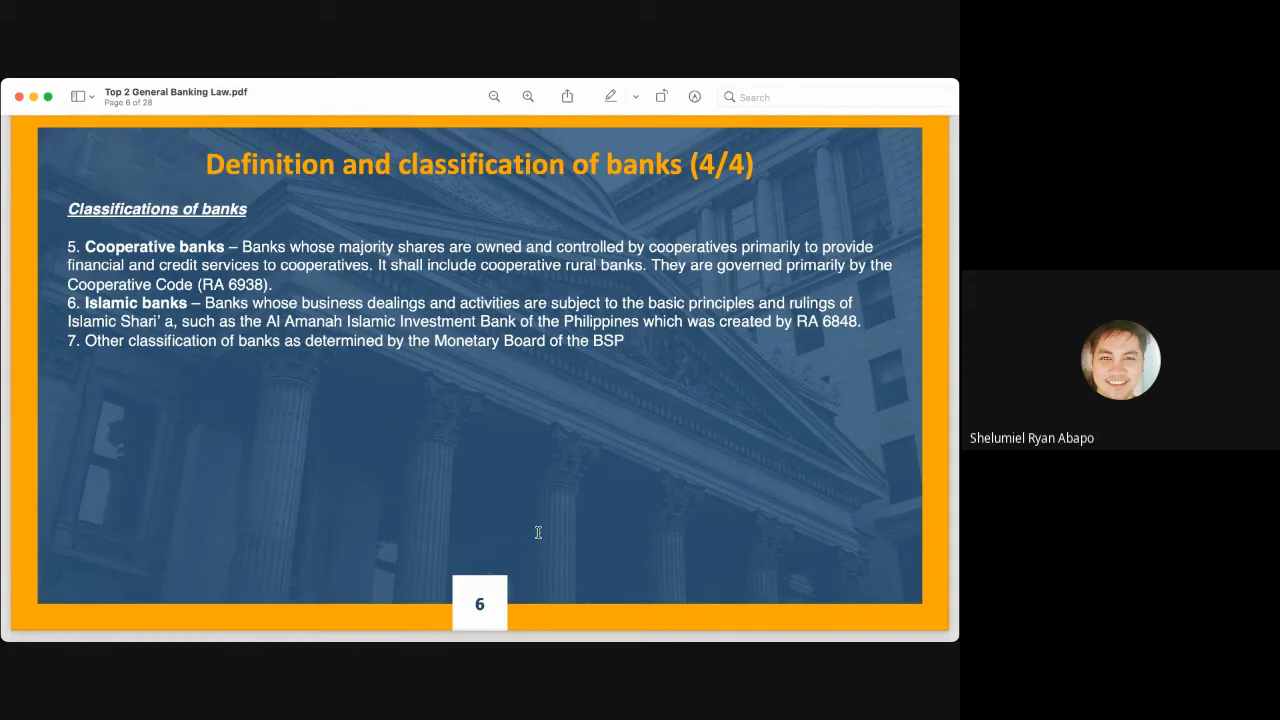 Top 2 General Banking Law.pdf
Page 6 of 28
Search
Definition and classification of banks (4/4)
Classifications of banks
5. Cooperative banks – Banks whose majority shares are owned and controlled by cooperatives primarily to provide
financial and credit services to cooperatives. It shall include cooperative rural banks. They are governed primarily by the
Cooperative Code (RA 6938).
6. Islamic banks – Banks whose business dealings and activities are subject to the basic principles and rulings of
Islamic Shari’ a, such as the Al Amanah Islamic Investment Bank of the Philippines which was created by RA 6848.
7. Other classification of banks as determined by the Monetary Board of the BSP
6
Shelumiel Ryan Abapo